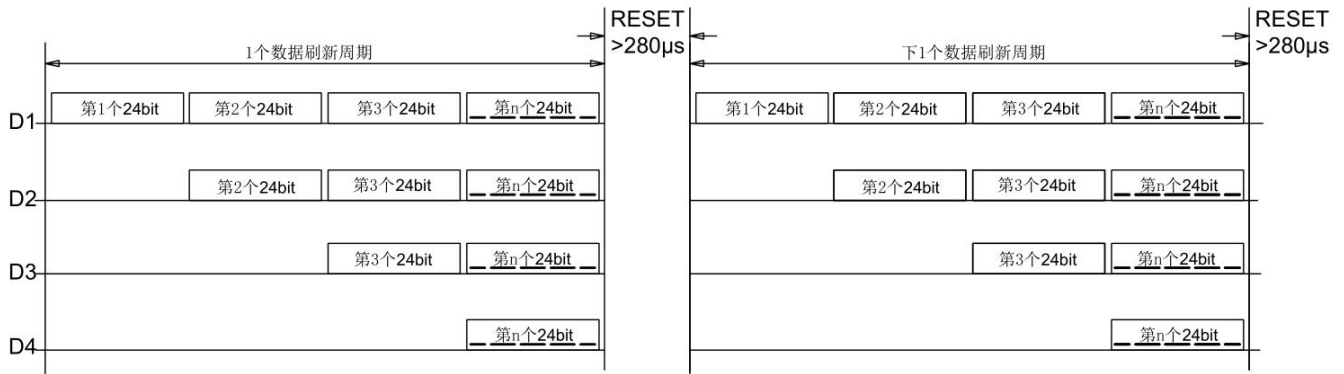 RESET
>280μs
RESET
>280μs
1个数据刷新周期
下1个数据刷新周期
D1
第1个24bit
第2个24bit
第3个24bit
第n个24bit
第1个24bit
第2个24bit
第3个24bit
第n个24bit
D2
第2个24bit
第3个24bit
第n个24bit
第2个24bit
第3个24bit
第n个24bit
D3
第3个24bit
第n个24bit
第3个24bit
第n个24bit
D4
第n个24bit
第n个24bit